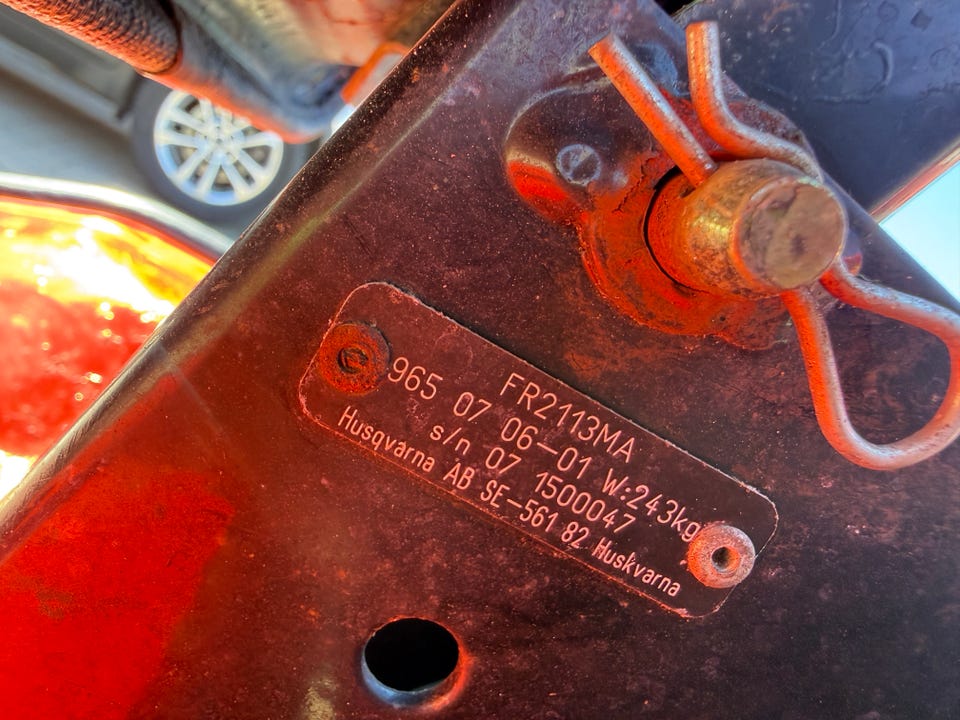 FR2113MA
965 07 06-01 W:243kg
s/n 07 1500047
Husqvarna AB SE-561 82 Huskvarna